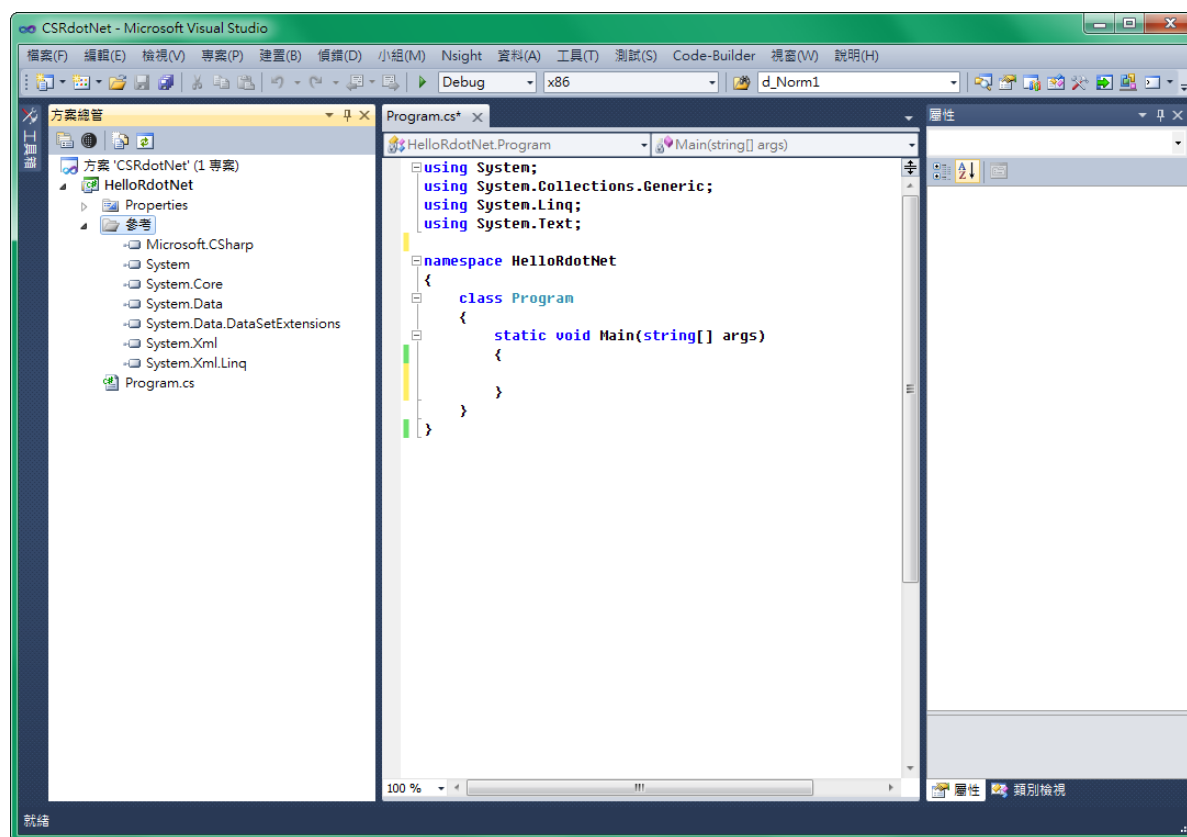 CSRdotNet - Microsoft Visual Studio
檔案(F) 編輯(E) 檢視(V) 專案(P) 建置(B) 偵錯(D) 小組(M) Nsight 資料(A) 工具(T) 測試(S) Code-Builder 視窗(W) 說明(H)
Debug x86 d_Norm1
工具箱
方案總管
方案 'CSRdotNet' (1 專案)
HelloRdotNet
Properties
參考
Microsoft.CSharp
System
System.Core
System.Data
System.Data.DataSetExtensions
System.Xml
System.Xml.Linq
Program.cs
Program.cs*
HelloRdotNet.Program Main(string[] args)
using System;
using System.Collections.Generic;
using System.Linq;
using System.Text;
namespace HelloRdotNet
{
class Program
{
static void Main(string[] args)
{
}
}
}
100 %
屬性
屬性 類別檢視
就緒